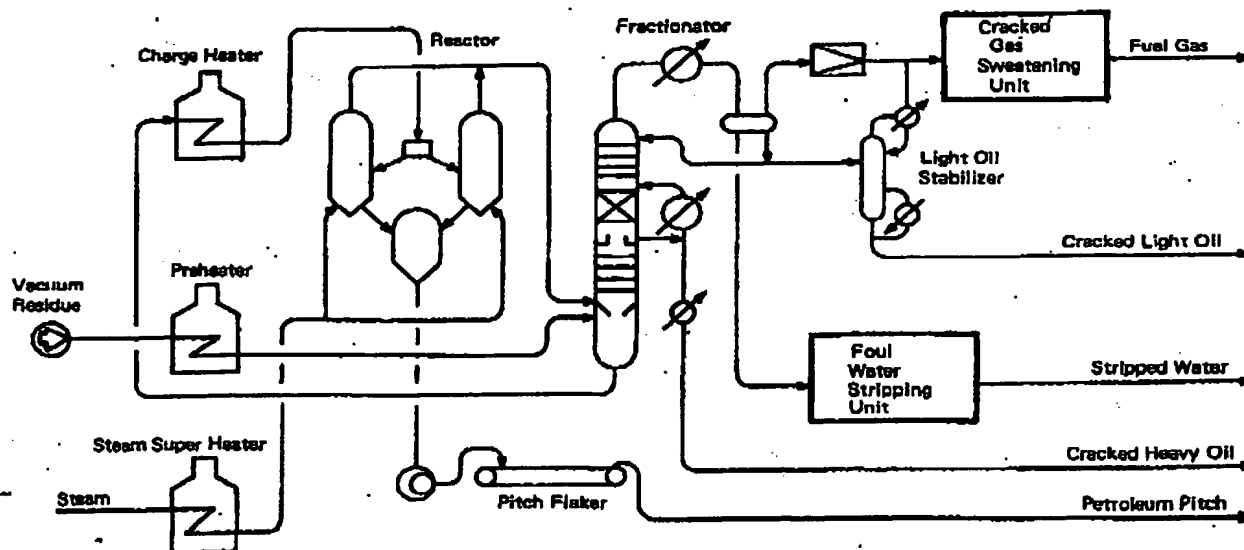 Fractionator
Reactor
Charge Heater
Cracked
Gas
Sweetening
Unit
Fuel Gas
Light Oil
Stabilizer
Cracked Light Oil
Preheater
Vacuum
Residue
Foul
Water
Stripping
Unit
Stripped Water
Steam Super Heater
Cracked Heavy Oil
Steam
Pitch Flaker
Petroleum Pitch